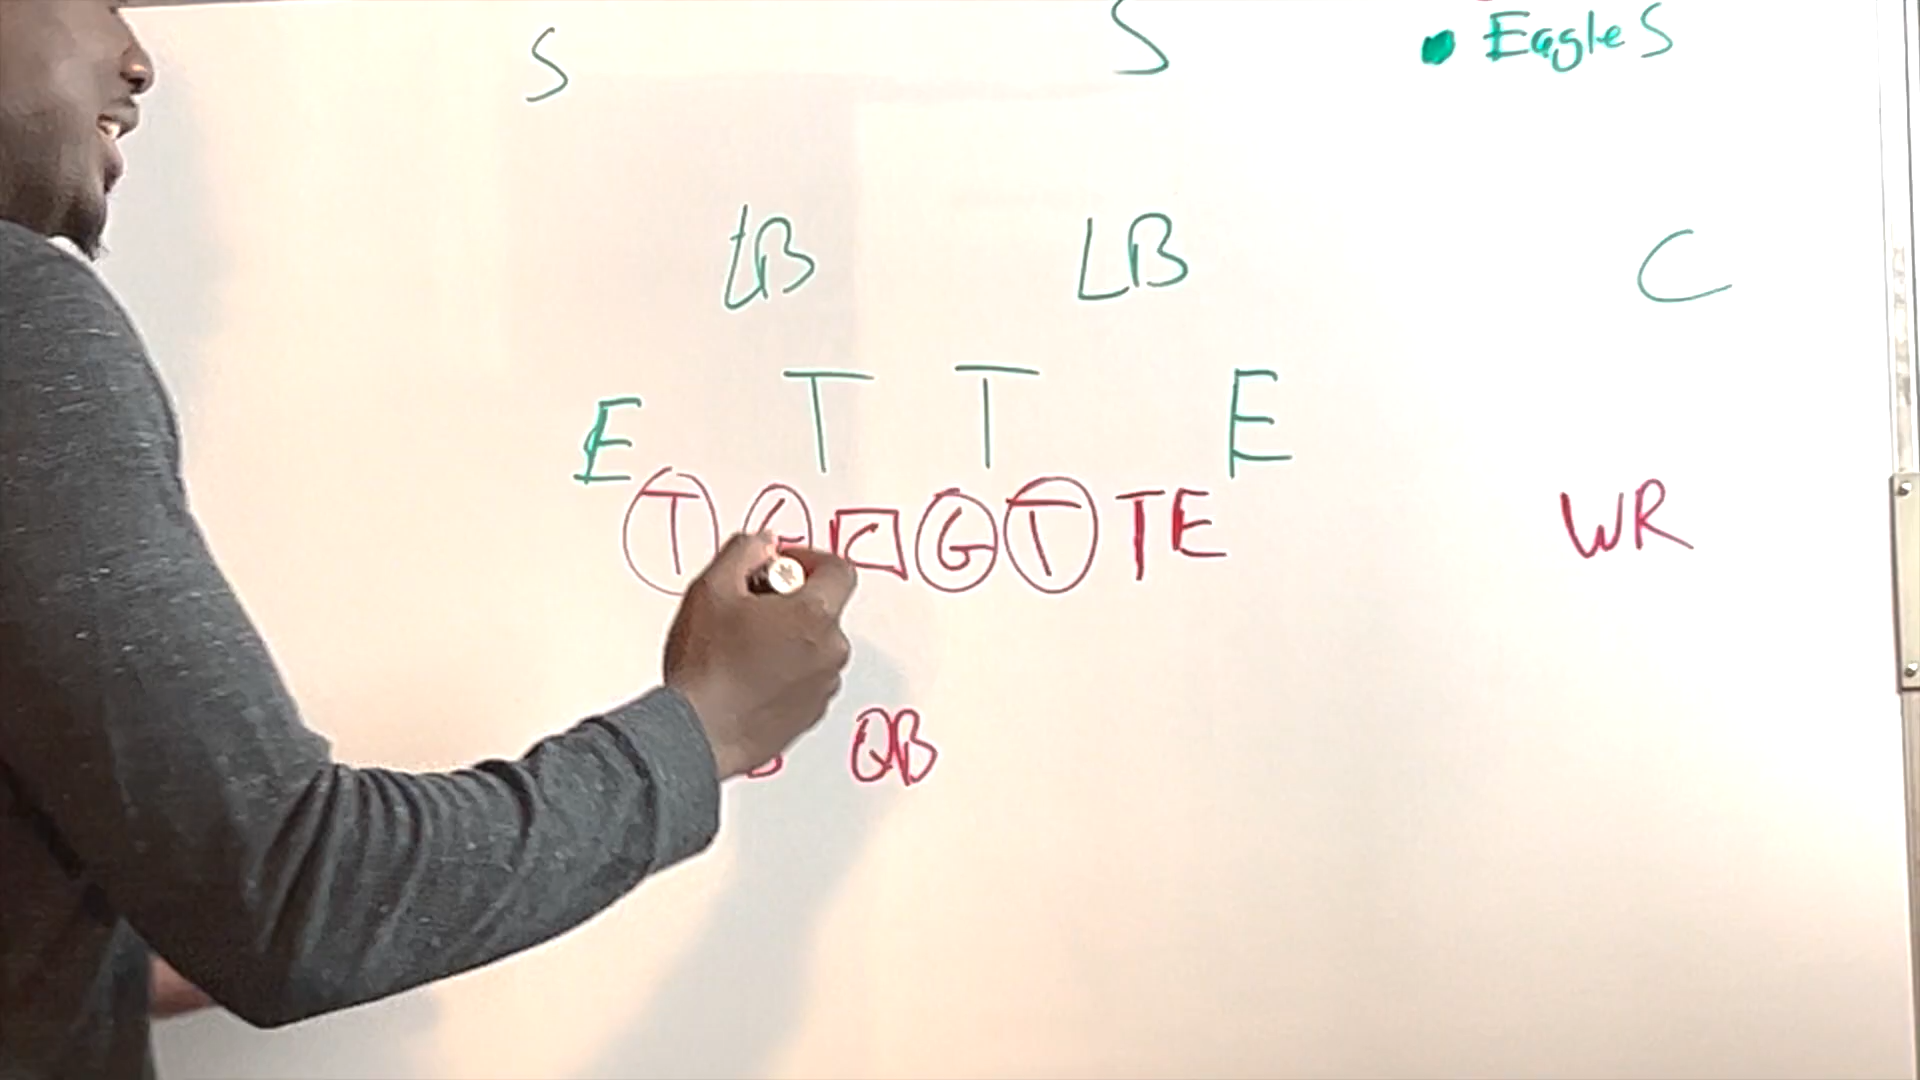 S S • Eagles
LB LB C
E T T E
T G C G T TE WR
QB